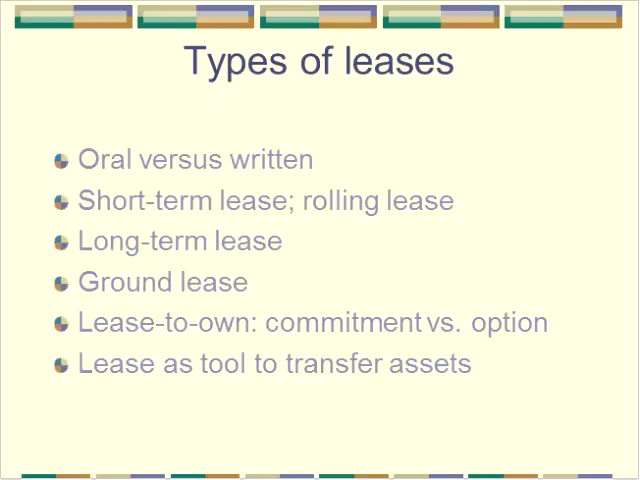 Types of leases
Oral versus written
Short-term lease; rolling lease
Long-term lease
Ground lease
Lease-to-own: commitment vs. option
Lease as tool to transfer assets